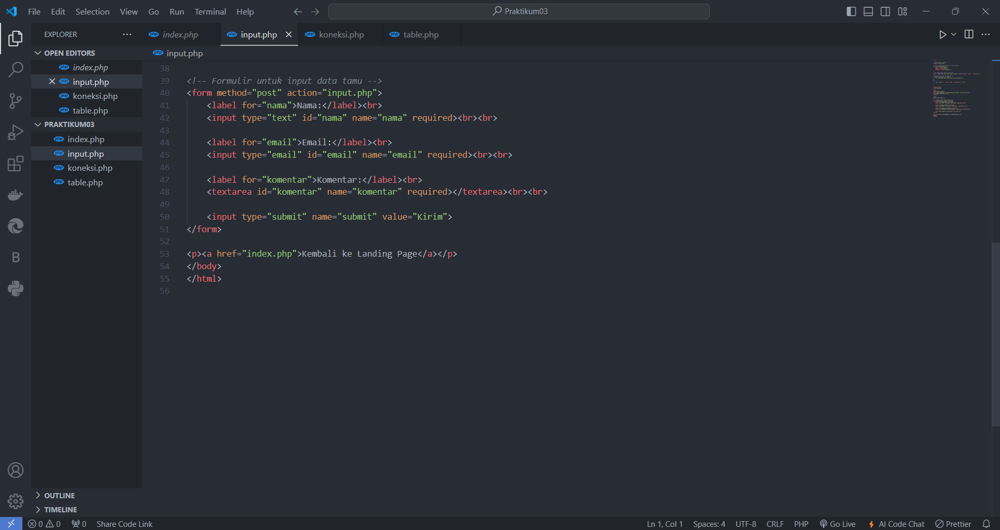 File Edit Selection View Go Run Terminal Help
Praktikum03
EXPLORER
index.php
input.php
koneksi.php
table.php
OPEN EDITORS
index.php
input.php
koneksi.php
table.php
PRAKTIKUM03
index.php
input.php
koneksi.php
table.php
OUTLINE
TIMELINE
input.php
38
39 <!-- Formulir untuk input data tamu -->
40 <form method="post" action="input.php">
41 <label for="nama">Nama:</label><br>
42 <input type="text" id="nama" name="nama" required><br><br>
43
44 <label for="email">Email:</label><br>
45 <input type="email" id="email" name="email" required><br><br>
46
47 <label for="komentar">Komentar:</label><br>
48 <textarea id="komentar" name="komentar" required></textarea><br><br>
49
50 <input type="submit" name="submit" value="Kirim">
51 </form>
52
53 <p><a href="index.php">Kembali ke Landing Page</a></p>
54 </body>
55 </html>
56
0 0 0 Share Code Link Ln 1, Col 1 Spaces: 4 UTF-8 CRLF PHP Go Live AI Code Chat Prettier